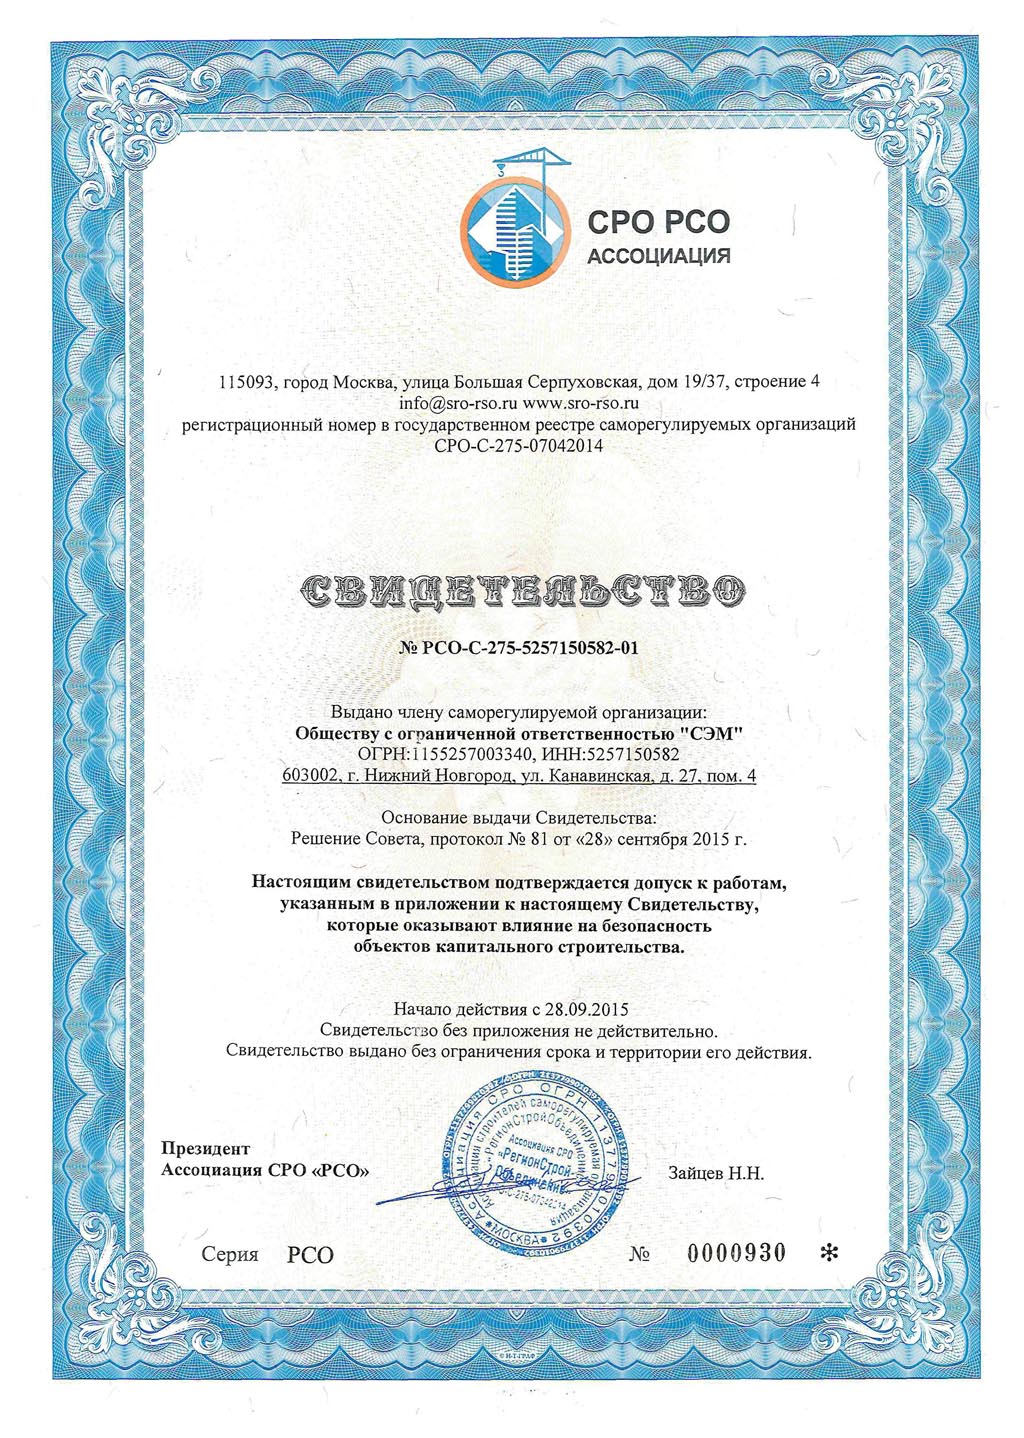 СРО РСО
АССОЦИАЦИЯ
115093, город Москва, улица Большая Серпуховская, дом 19/37, строение 4
info@sro-rso.ru www.sro-rso.ru
регистрационный номер в государственном реестре саморегулируемых организаций
СРО-С-275-07042014
СВИДЕТЕЛЬСТВО
№ РСО-С-275-5257150582-01
Выдано члену саморегулируемой организации:
Обществу с ограниченной ответственностью "СЭМ"
ОГРН:1155257003340, ИНН:5257150582
603002, г. Нижний Новгород, ул. Канавинская, д. 27, пом. 4
Основание выдачи Свидетельства:
Решение Совета, протокол № 81 от «28» сентября 2015 г.
Настоящим свидетельством подтверждается допуск к работам,
указанным в приложении к настоящему Свидетельству,
которые оказывают влияние на безопасность
объектов капитального строительства.
Начало действия с 28.09.2015
Свидетельство без приложения не действительно.
Свидетельство выдано без ограничения срока и территории его действия.
Ассоциация СРО ОГРН
Ассоциация СРО
«РегионСтрой-
Объединение»
МОСКВА
Президент
Ассоциация СРО «РСО»
Зайцев Н.Н.
Серия РСО № 0000930 *
© Н-Т-ГРАФ